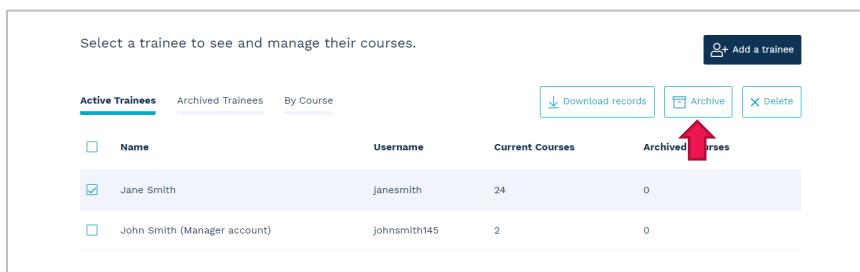 Select a trainee to see and manage their courses.
Add a trainee
Active Trainees Archived Trainees By Course
Download records Archive Delete
Name Username Current Courses Archived
Jane Smith janesmith 24 0
John Smith (Manager account) johnsmith145 2 0